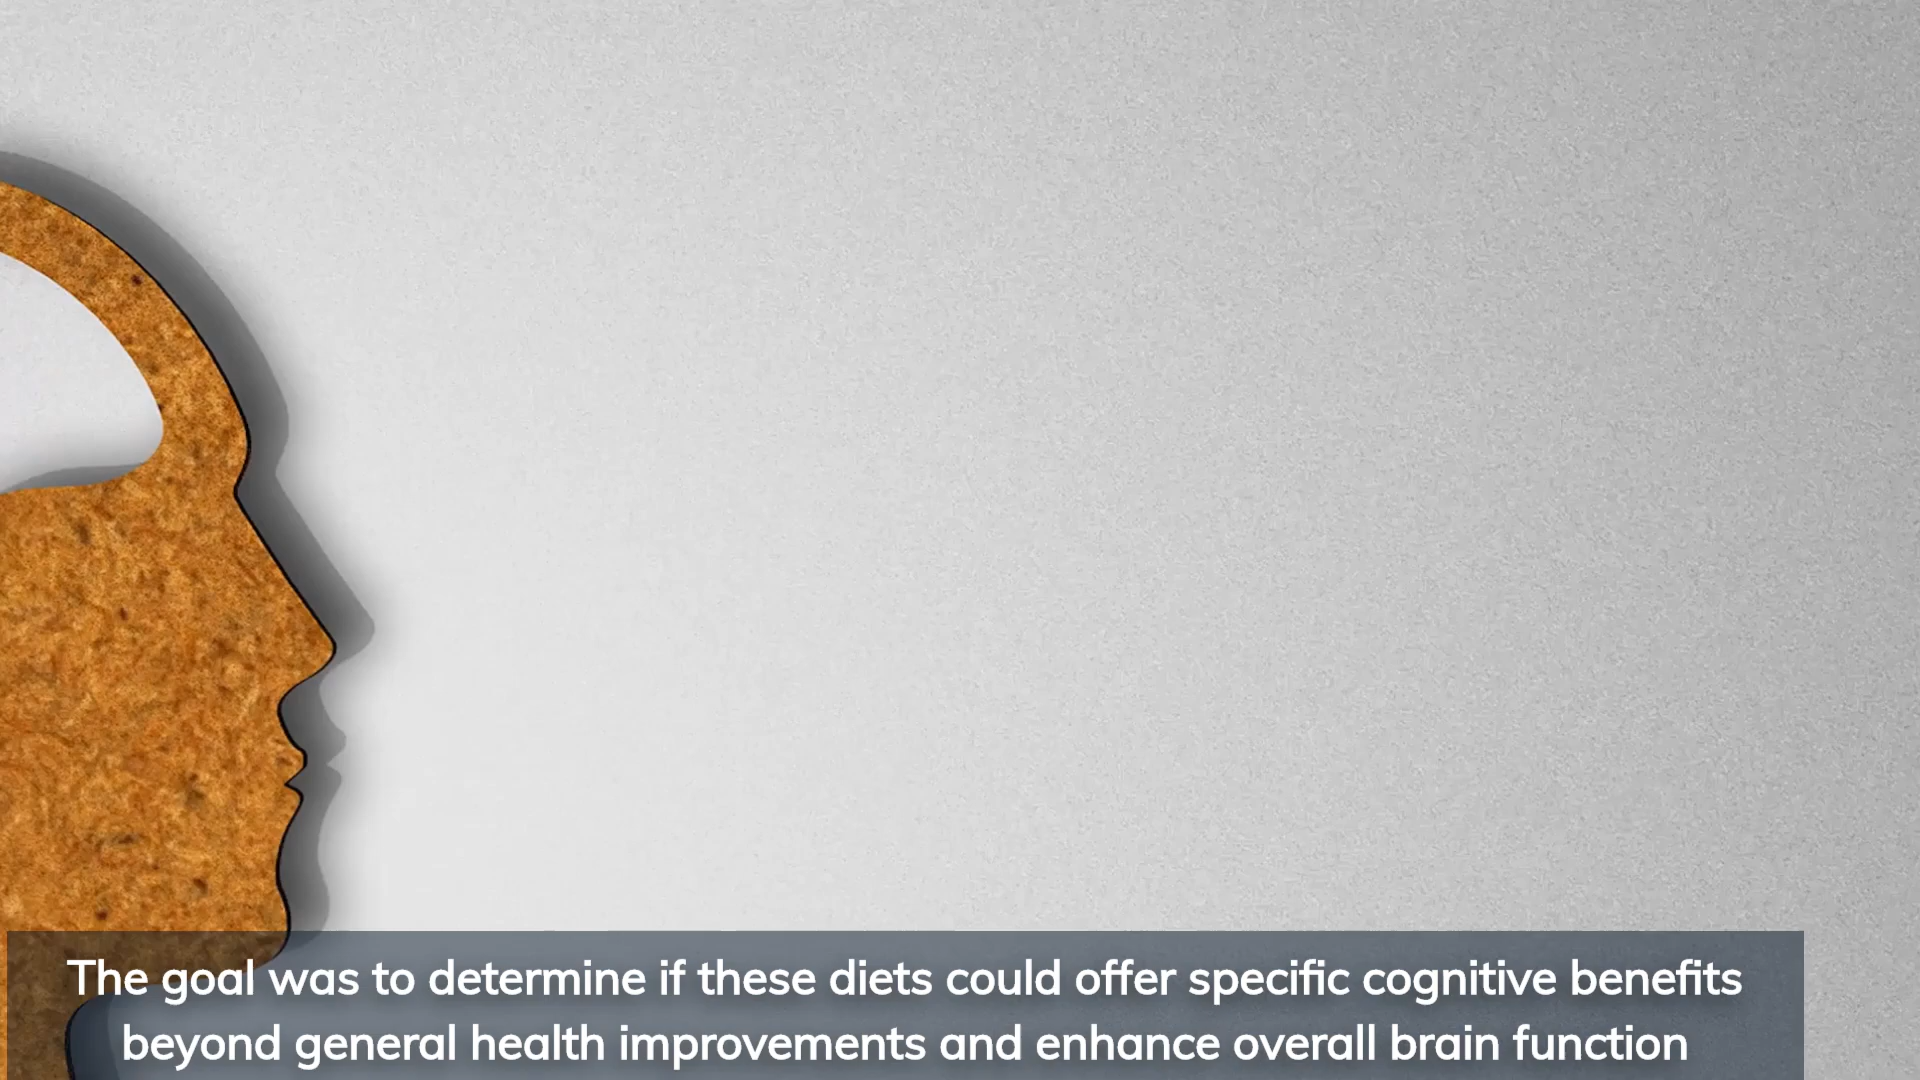 The goal was to determine if these diets could offer specific cognitive benefits
beyond general health improvements and enhance overall brain function